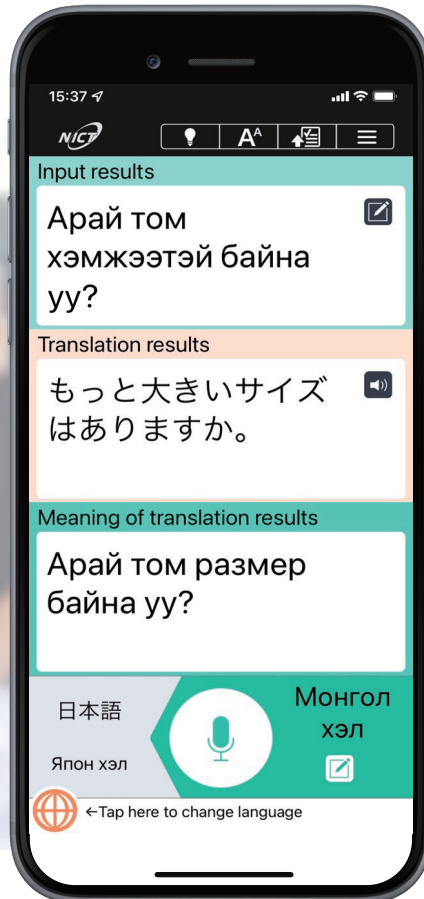 15:37
NICT
AA
Input results
Арай том
хэмжээтэй байна
уу?
Translation results
もっと大きいサイズ
はありますか。
Meaning of translation results
Арай том размер
байна уу?
日本語
Япон хэл
Монгол
хэл
←Tap here to change language